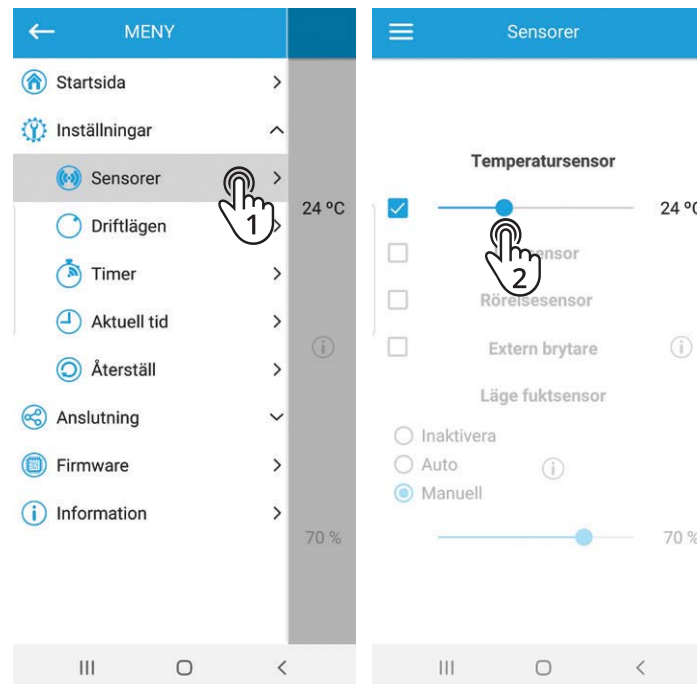 MENY
Startsida
Inställningar
Sensorer
1
24 ºC
Driftlägen
Timer
Aktuell tid
Återställ
Anslutning
Firmware
Information
70 %
Sensorer
Temperatursensor
24 ºC
2
Rörelsesensor
Extern brytare
Läge fuktsensor
Inaktivera
Auto
Manuell
70 %